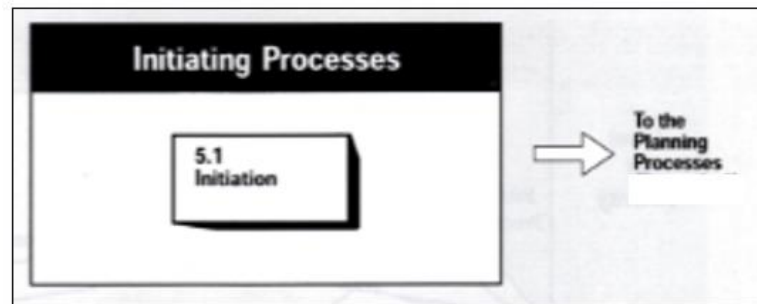 Initiating Processes
5.1
Initiation
To the
Planning
Processes